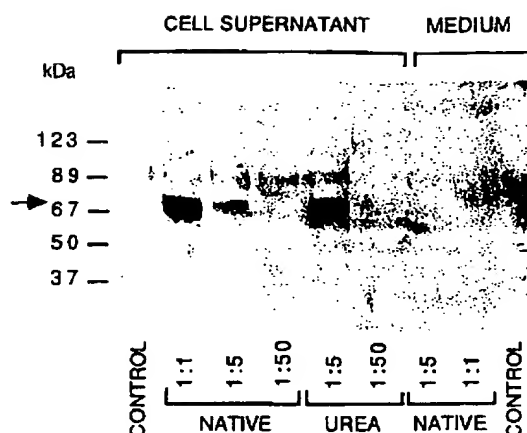 CELL SUPERNATANT MEDIUM
kDa
123
89
67
50
37
CONTROL 1:1 1:5 1:50 1:5 1:50 1:5 1:1 CONTROL
NATIVE UREA NATIVE